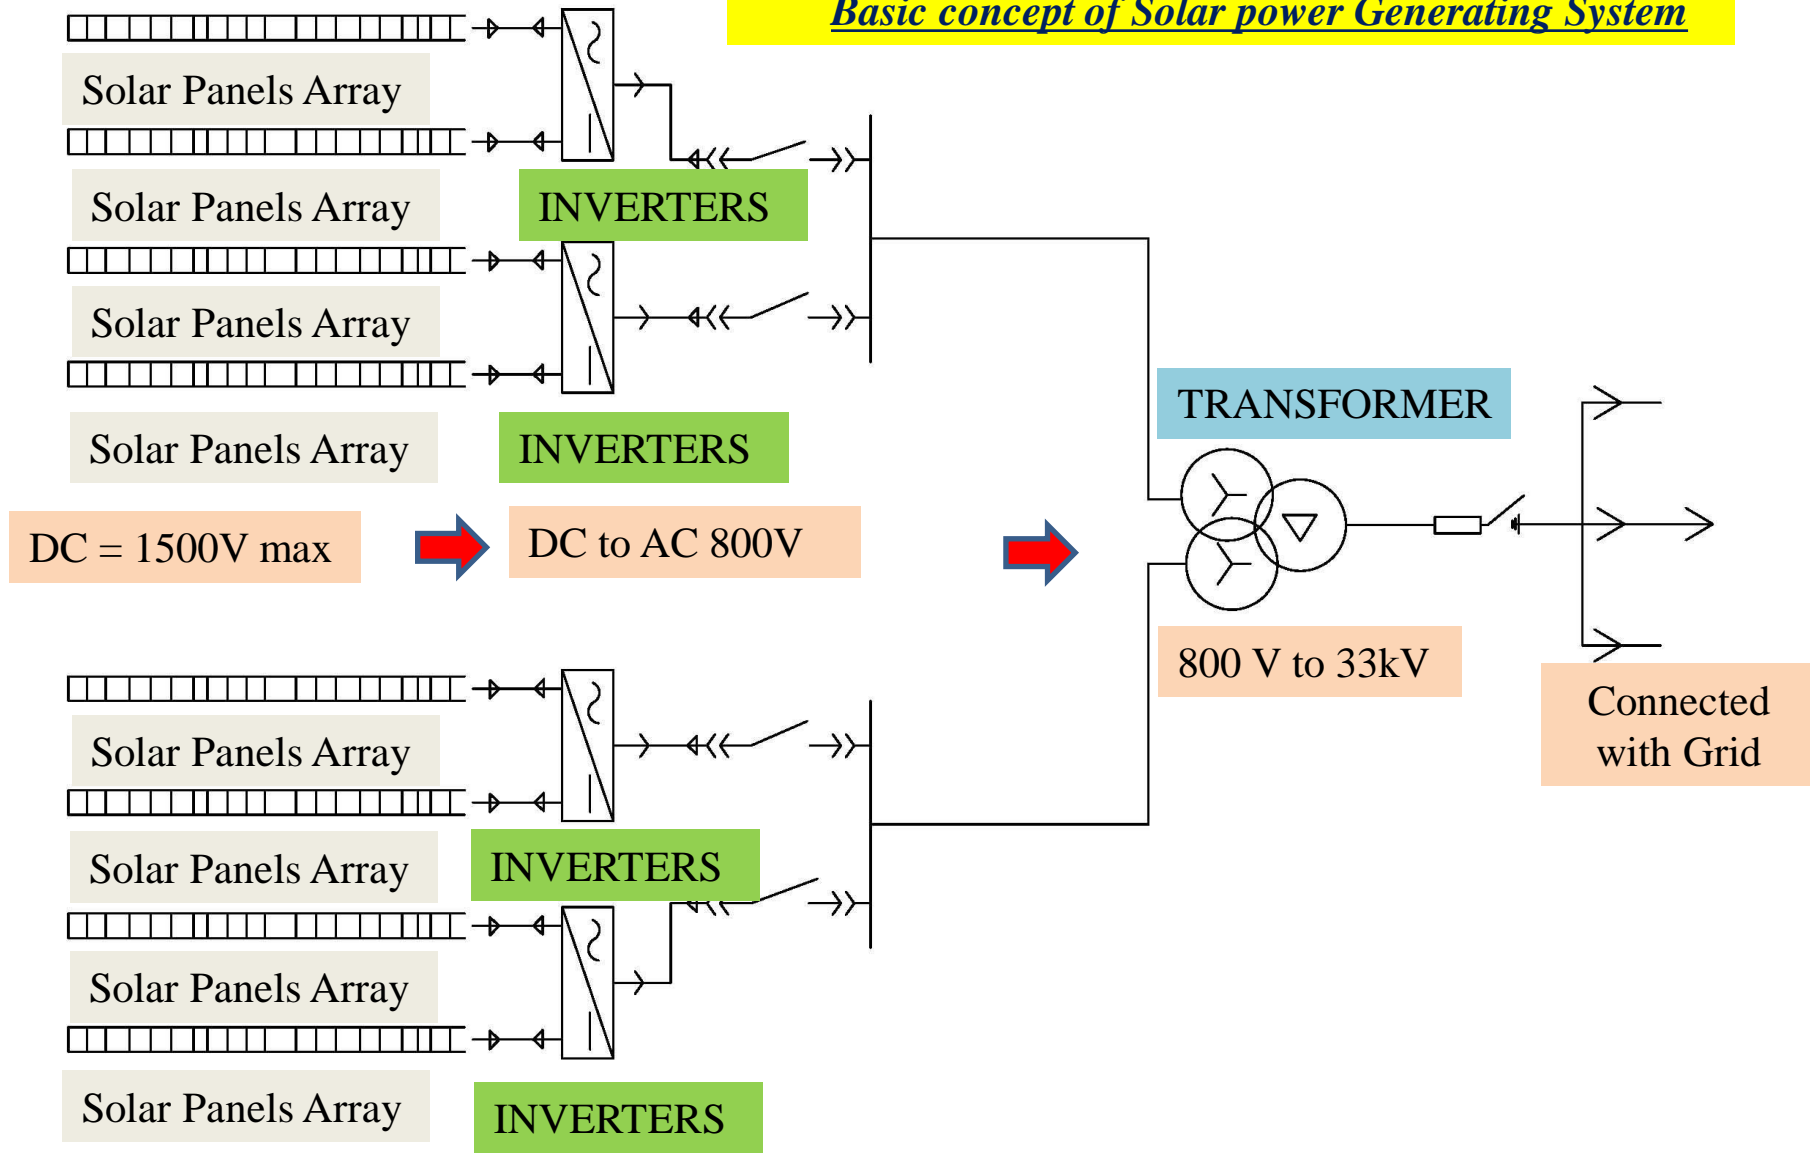 Basic concept of Solar power Generating System
Solar Panels Array
Solar Panels Array
INVERTERS
Solar Panels Array
TRANSFORMER
Solar Panels Array
INVERTERS
DC = 1500V max
DC to AC 800V
800 V to 33kV
Connected
with Grid
Solar Panels Array
Solar Panels Array
INVERTERS
Solar Panels Array
Solar Panels Array
INVERTERS